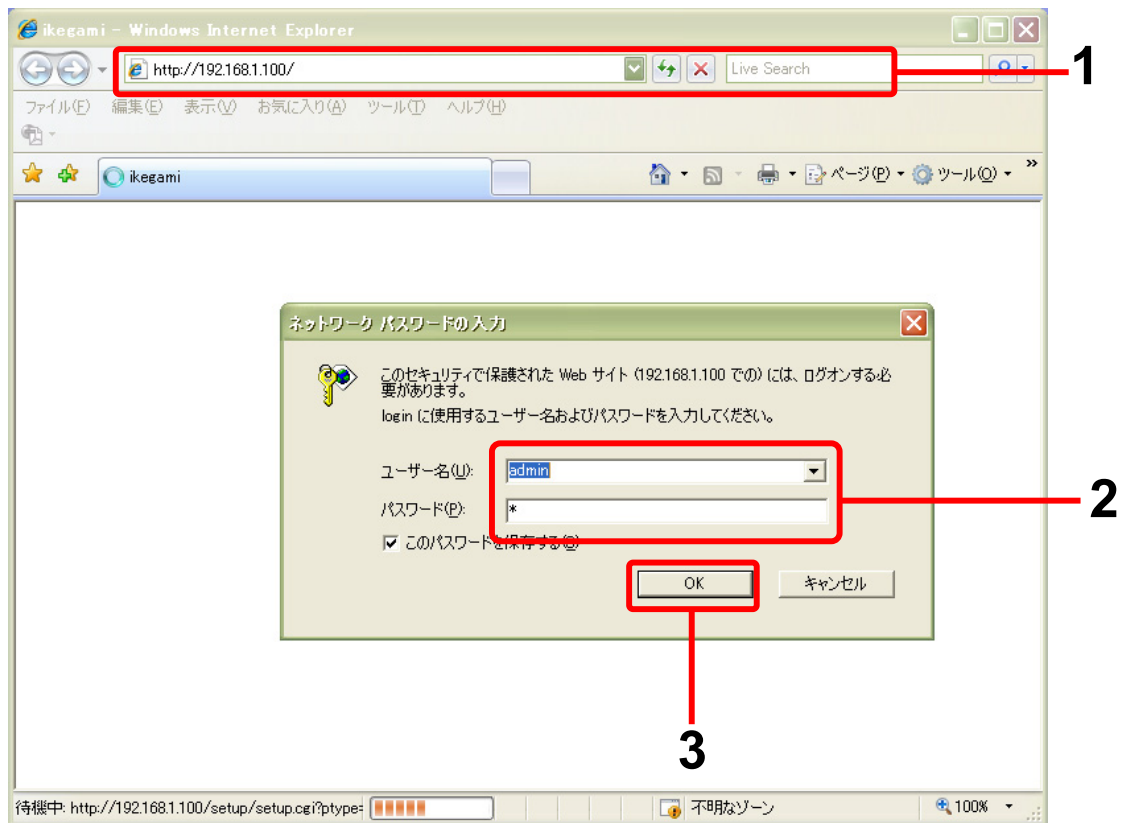 ikegami - Windows Internet Explorer
http://192.168.1.100/
Live Search
1
ファイル(F) 編集(E) 表示(V) お気に入り(A) ツール(T) ヘルプ(H)
ikegami
ページ(P) ツール(O) »
ネットワーク パスワードの入力
このセキュリティで保護された Web サイト (192.168.1.100 での) には、ログオンする必
要があります。
login に使用するユーザー名およびパスワードを入力してください。
ユーザー名(U): admin
パスワード(P): *
2
このパスワードを保存する(R)
OK キャンセル
3
待機中: http://192.168.1.100/setup/setup.cgi?ptype= 不明なゾーン 100%